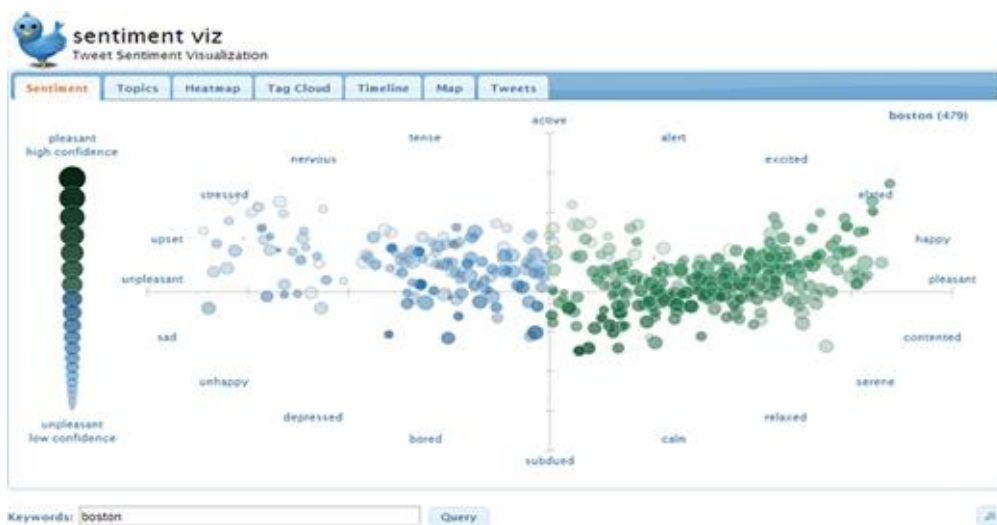 sentiment viz
Tweet Sentiment Visualization
Sentiment Topics Heatmap Tag Cloud Timeline Map Tweets
boston (479)
active
tense alert
pleasant
high confidence
nervous excited
stressed elated
upset happy
unpleasant pleasant
sad contented
unhappy serene
depressed relaxed
unpleasant
low confidence
bored calm
subdued
Keywords: boston Query